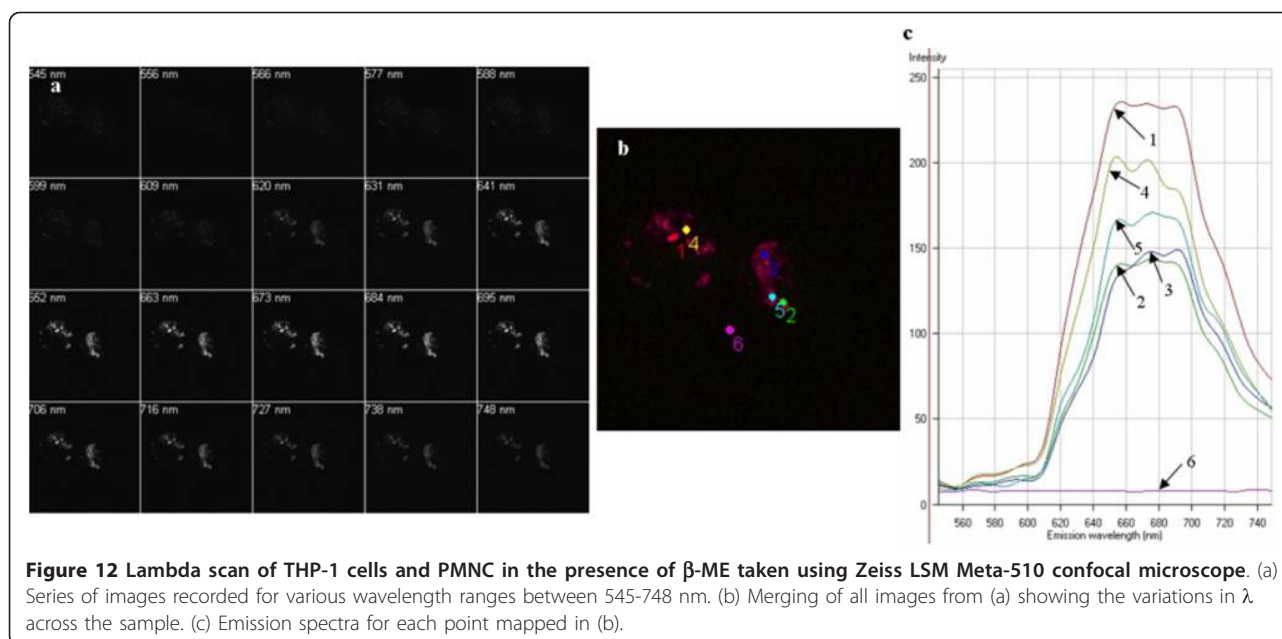 a
545 nm 556 nm 566 nm 577 nm 588 nm
599 nm 609 nm 620 nm 631 nm 641 nm
652 nm 663 nm 673 nm 684 nm 695 nm
706 nm 716 nm 727 nm 738 nm 748 nm
b
1 4
5 2
6
c
Intensity
250
200
150
100
50
0
1
4
5
3
2
6
560 580 600 620 640 660 680 700 720 740
Emission wavelength (nm)
Figure 12 Lambda scan of THP-1 cells and PMNC in the presence of β-ME taken using Zeiss LSM Meta-510 confocal microscope. (a)
Series of images recorded for various wavelength ranges between 545-748 nm. (b) Merging of all images from (a) showing the variations in λ
across the sample. (c) Emission spectra for each point mapped in (b).